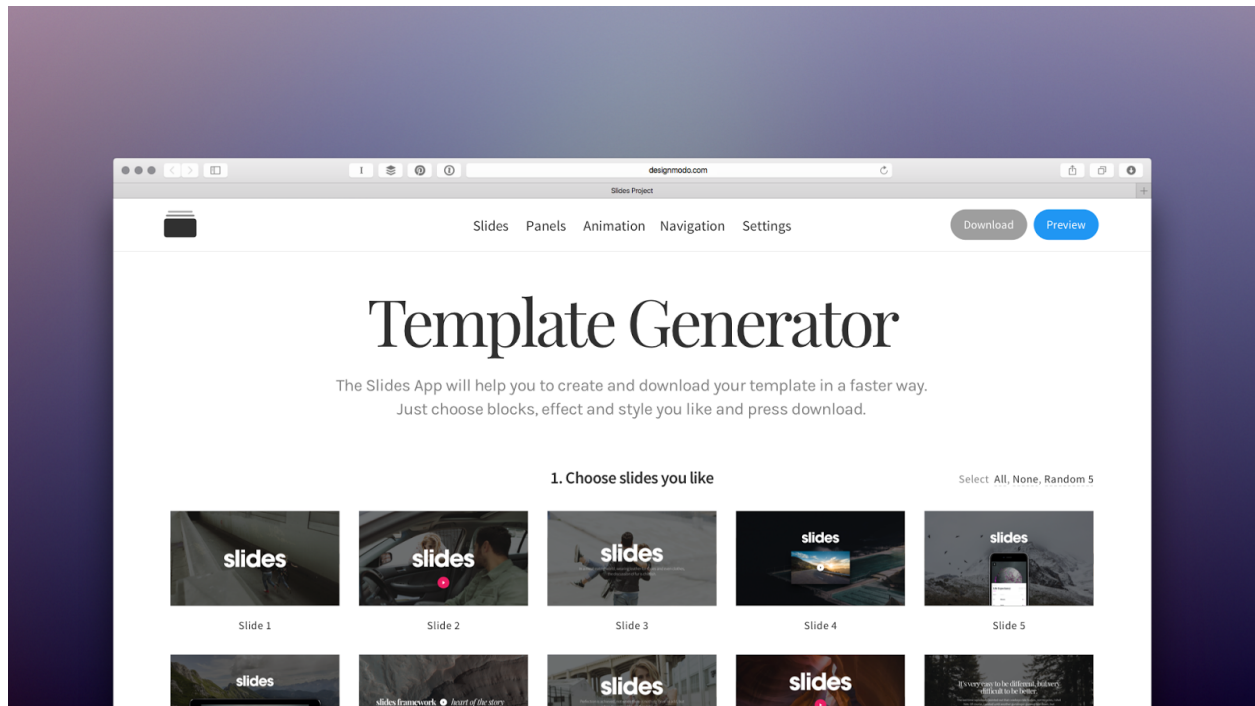 designmodo.com
Slides Project
Slides Panels Animation Navigation Settings Download Preview
Template Generator
The Slides App will help you to create and download your template in a faster way.
Just choose blocks, effect and style you like and press download.
1. Choose slides you like
Select All, None, Random 5
slides
slides
slides
slides
slides
Slide 1
Slide 2
Slide 3
Slide 4
Slide 5
slides
slides framework heart of the story
slides
slides
It's very easy to be different, but very
difficult to be better.